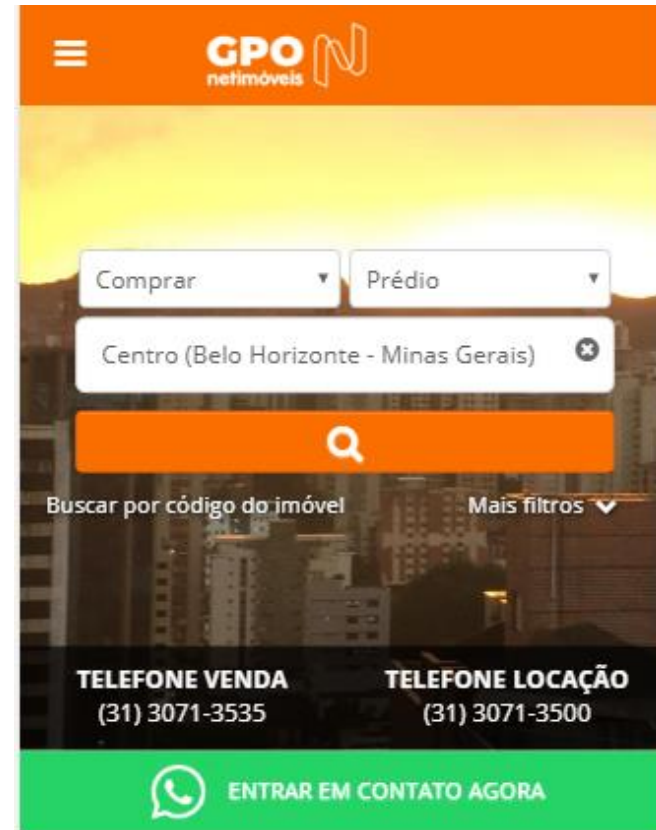 GPO
netimóveis
Comprar
Prédio
Centro (Belo Horizonte - Minas Gerais)
Buscar por código do imóvel
Mais filtros
TELEFONE VENDA
(31) 3071-3535
TELEFONE LOCAÇÃO
(31) 3071-3500
ENTRAR EM CONTATO AGORA